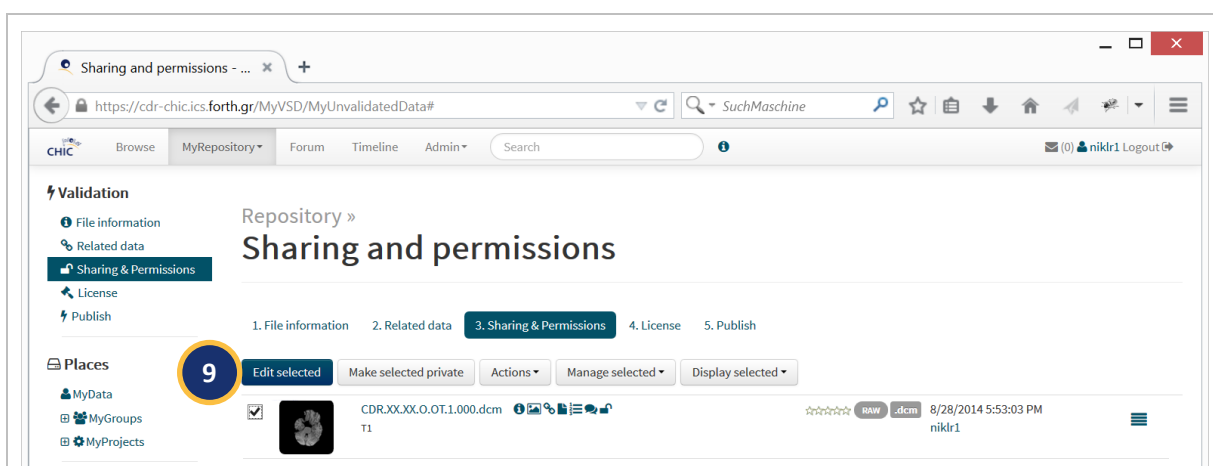 Sharing and permissions - ...
https://cdr-chic.ics.forth.gr/MyVSD/MyUnvalidatedData#
SuchMaschine
CHIC Browse MyRepository Forum Timeline Admin Search (0) niklr1 Logout
Validation
File information
Related data
Sharing & Permissions
License
Publish
Repository »
Sharing and permissions
1. File information 2. Related data 3. Sharing & Permissions 4. License 5. Publish
Places
MyData
MyGroups
MyProjects
9 Edit selected Make selected private Actions Manage selected Display selected
CDR.XX.XX.O.OT.1.000.dcm RAW .dcm 8/28/2014 5:53:03 PM
T1 niklr1